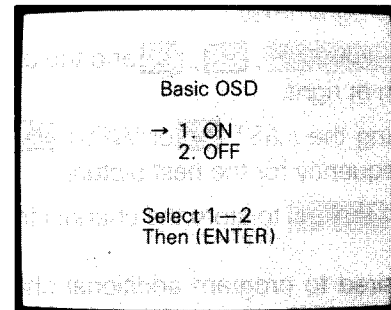 Basic OSD
→ 1. ON
2. OFF
Select 1–2
Then (ENTER)